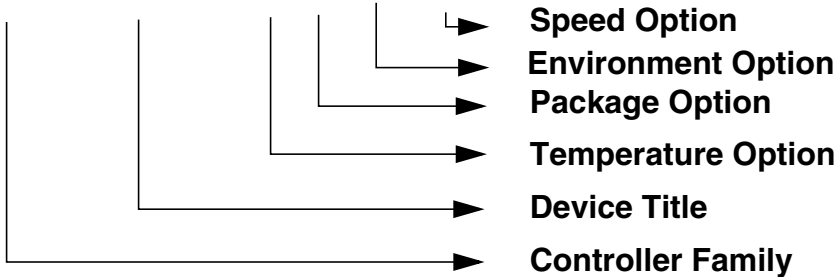 Speed Option
Environment Option
Package Option
Temperature Option
Device Title
Controller Family